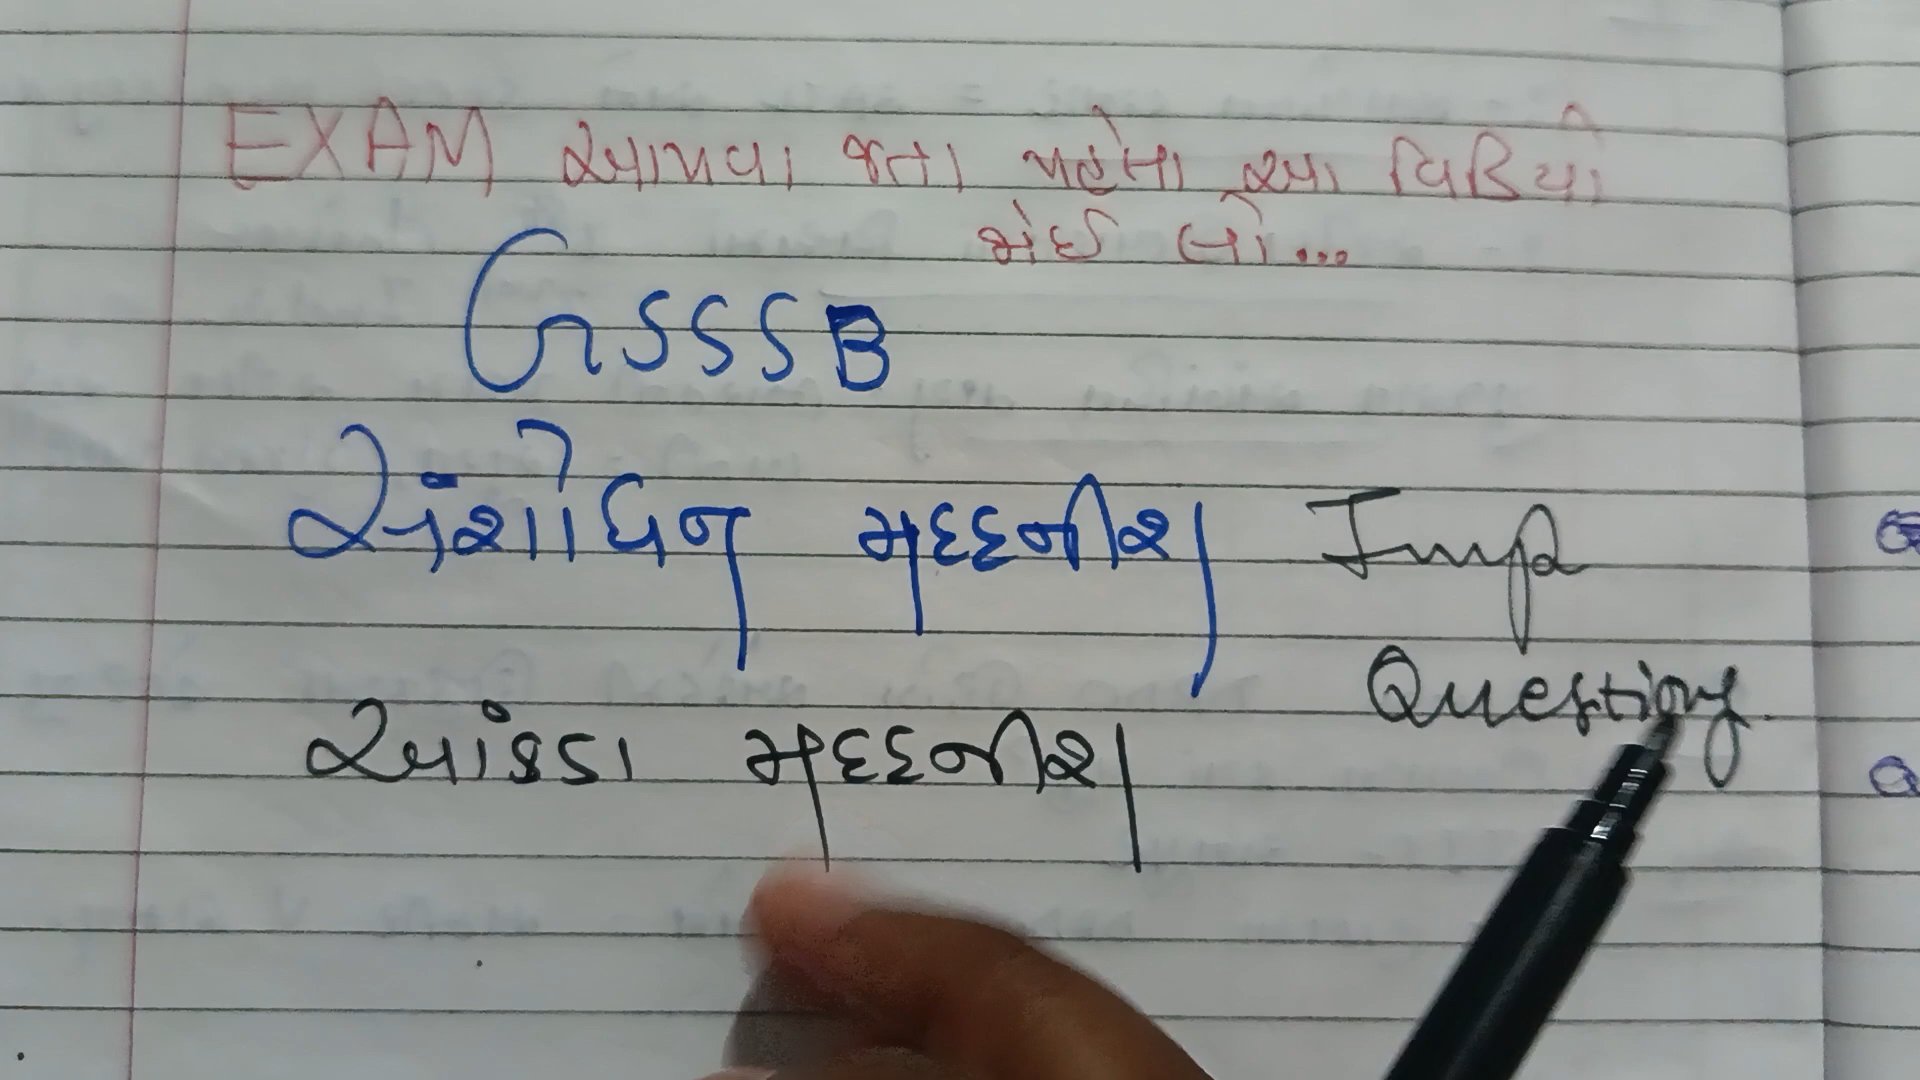 EXAM આપવા જતા પહેલા આ વિડિયો
જોઈ લો...
GSSSB
સંશોધન મદદનીશ Imp
Question
આંકડા મદદનીશ